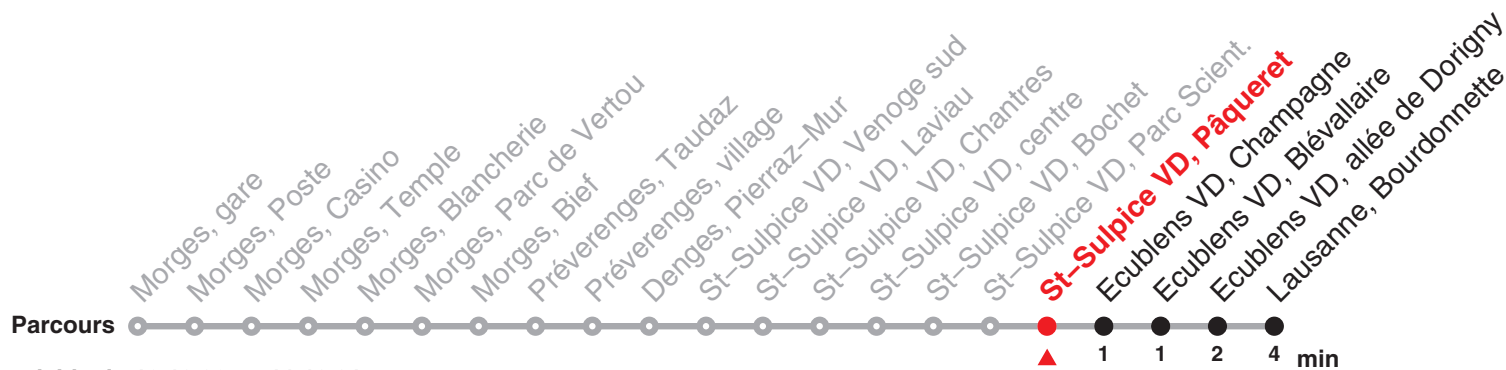 Morges, gare
Morges, Poste
Morges, Casino
Morges, Temple
Morges, Blancherie
Morges, Parc de Vertou
Morges, Bief
Préverenges, Taudaz
Préverenges, village
Denges, Pierraz–Mur
St–Sulpice VD, Venoge sud
St–Sulpice VD, Laviau
St–Sulpice VD, Chantres
St–Sulpice VD, centre
St–Sulpice VD, Bochet
St–Sulpice VD, Parc Scient.
St–Sulpice VD, Pâqueret
Ecublens VD, Champagne
Ecublens VD, Blévallaire
Ecublens VD, allée de Dorigny
Lausanne, Bourdonnette
Parcours
1 1 2 4 min